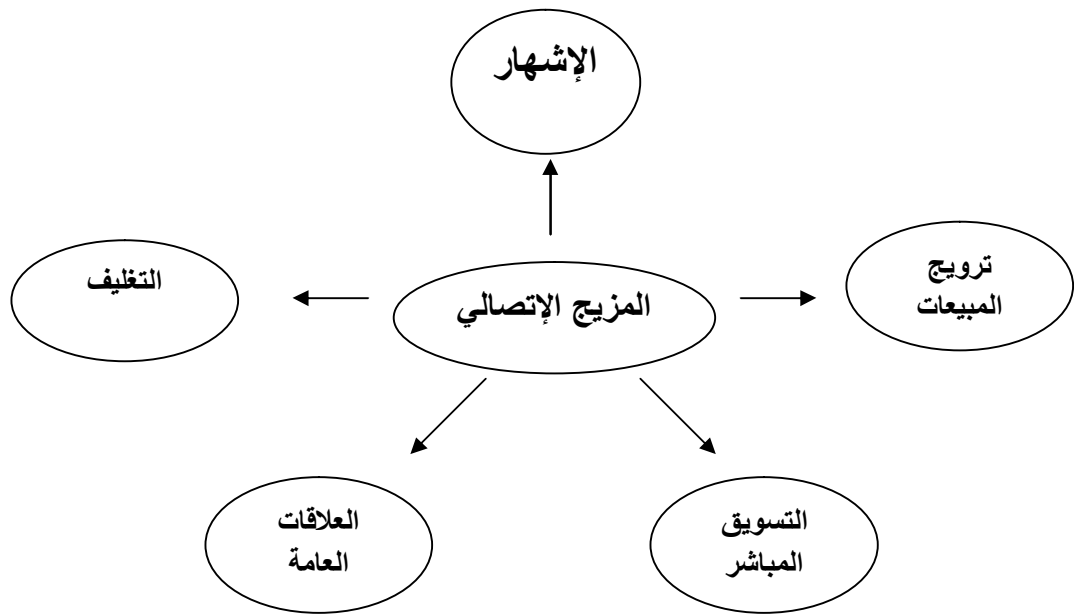 الإشهار
ترويج
المبيعات
التغليف
المزيج الإتصالي
التسويق
المباشر
العلاقات
العامة